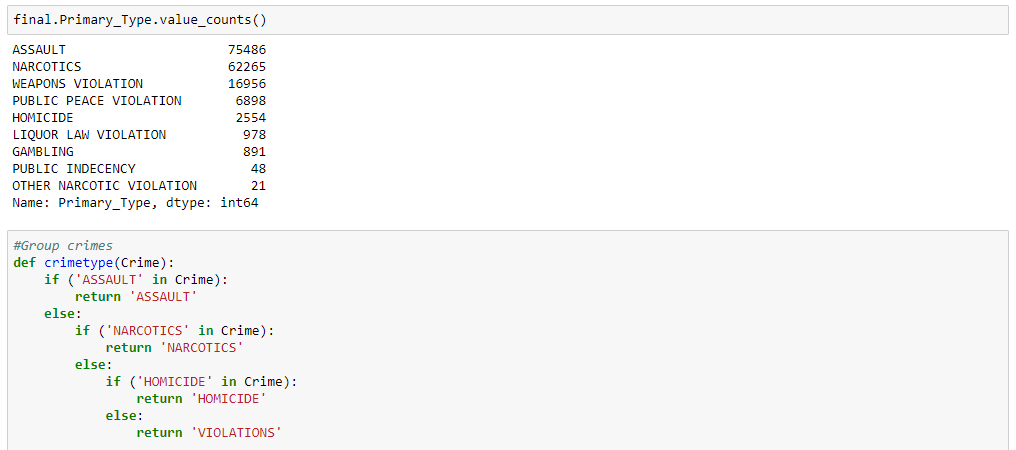 final.Primary_Type.value_counts()
ASSAULT                     75486
NARCOTICS                   62265
WEAPONS VIOLATION           16956
PUBLIC PEACE VIOLATION       6898
HOMICIDE                     2554
LIQUOR LAW VIOLATION          978
GAMBLING                      891
PUBLIC INDECENCY               48
OTHER NARCOTIC VIOLATION       21
Name: Primary_Type, dtype: int64
#Group crimes
def crimetype(Crime):
    if ('ASSAULT' in Crime):
        return 'ASSAULT'
    else:
        if ('NARCOTICS' in Crime):
            return 'NARCOTICS'
        else:
            if ('HOMICIDE' in Crime):
                return 'HOMICIDE'
            else:
                return 'VIOLATIONS'